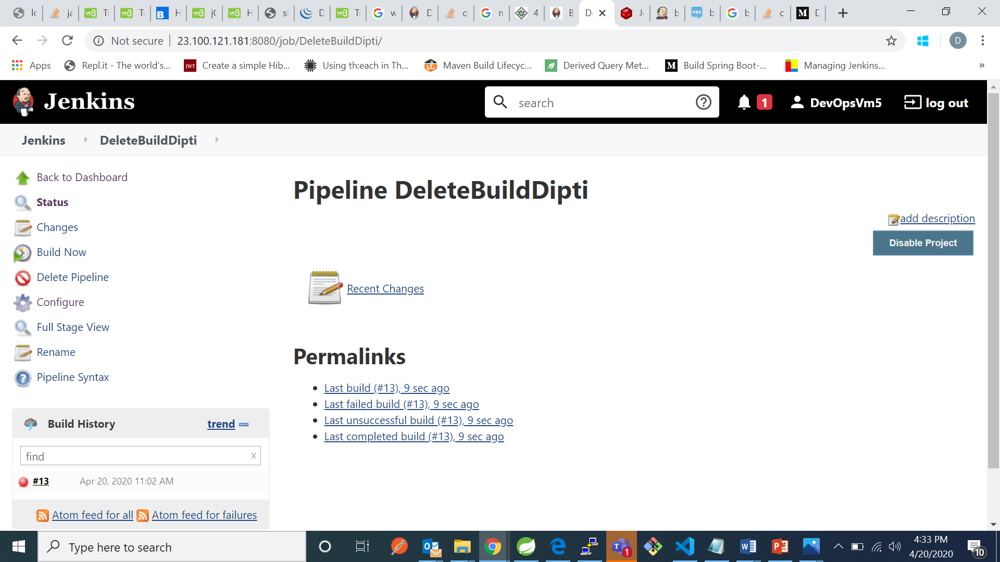 Not secure | 23.100.121.181:8080/job/DeleteBuildDipti/
D
Apps
Repl.it - The world's...
JWT
Create a simple Hib...
Using th:each in Th...
Maven Build Lifecyc...
Derived Query Met...
M
Build Spring Boot-...
Managing Jenkins...
»
Jenkins
search
1
DevOpsVm5
log out
Jenkins
DeleteBuildDipti
Back to Dashboard
Status
Changes
Build Now
Delete Pipeline
Configure
Full Stage View
Rename
Pipeline Syntax
Build History
trend
find
x
#13
Apr 20, 2020 11:02 AM
Atom feed for all
Atom feed for failures
Pipeline DeleteBuildDipti
add description
Disable Project
Recent Changes
Permalinks
Last build (#13), 9 sec ago
Last failed build (#13), 9 sec ago
Last unsuccessful build (#13), 9 sec ago
Last completed build (#13), 9 sec ago
Type here to search
1
4:33 PM
4/20/2020
10